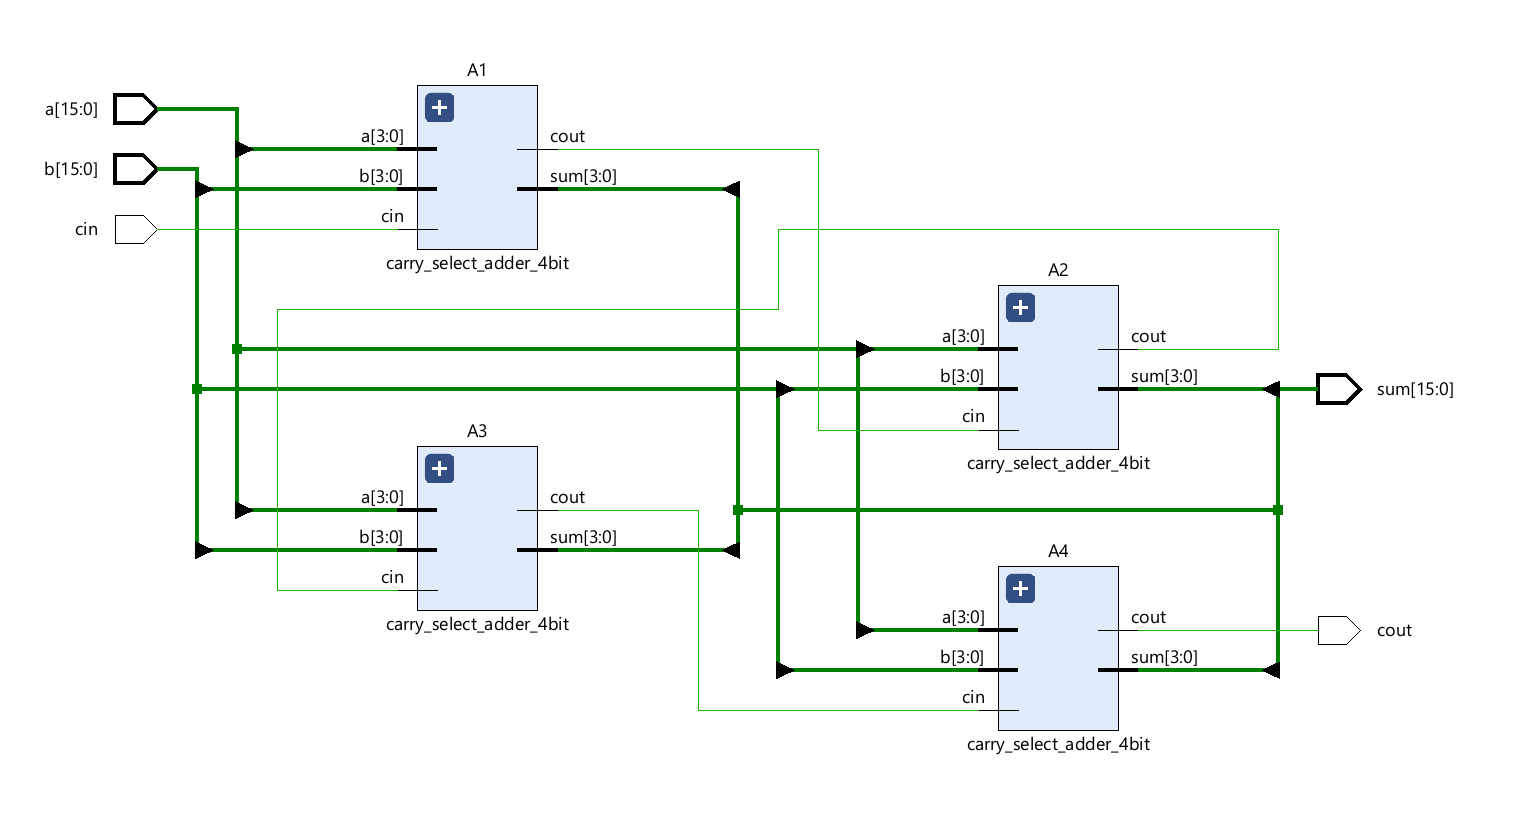 A1
a[15:0]
a[3:0]
cout
b[15:0]
b[3:0]
sum[3:0]
cin
cin
carry_select_adder_4bit
A2
a[3:0]
cout
b[3:0]
sum[3:0]
sum[15:0]
cin
carry_select_adder_4bit
A3
a[3:0]
cout
b[3:0]
sum[3:0]
cin
carry_select_adder_4bit
A4
a[3:0]
cout
cout
b[3:0]
sum[3:0]
cin
carry_select_adder_4bit